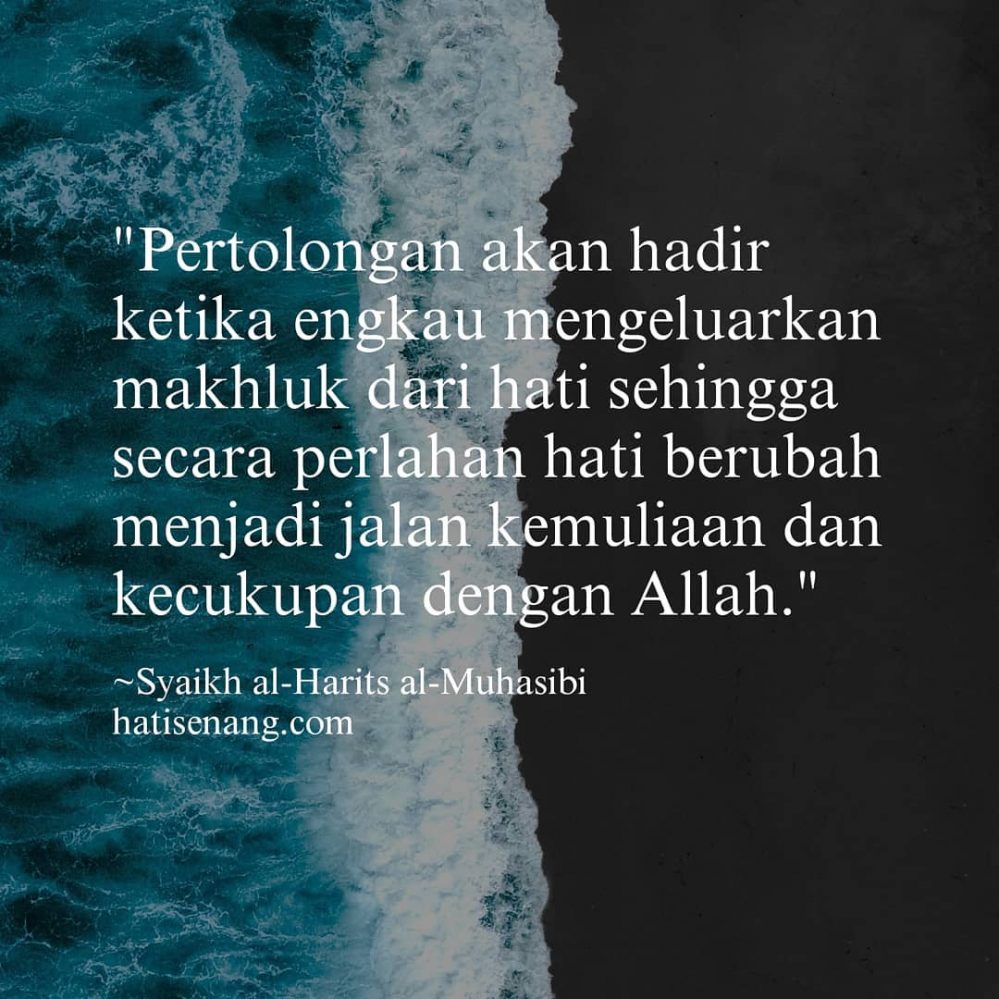 "Pertolongan akan hadir
ketika engkau mengeluarkan
makhluk dari hati sehingga
secara perlahan hati berubah
menjadi jalan kemuliaan dan
kecukupan dengan Allah."
~Syaikh al-Harits al-Muhasibi
hatisenang.com